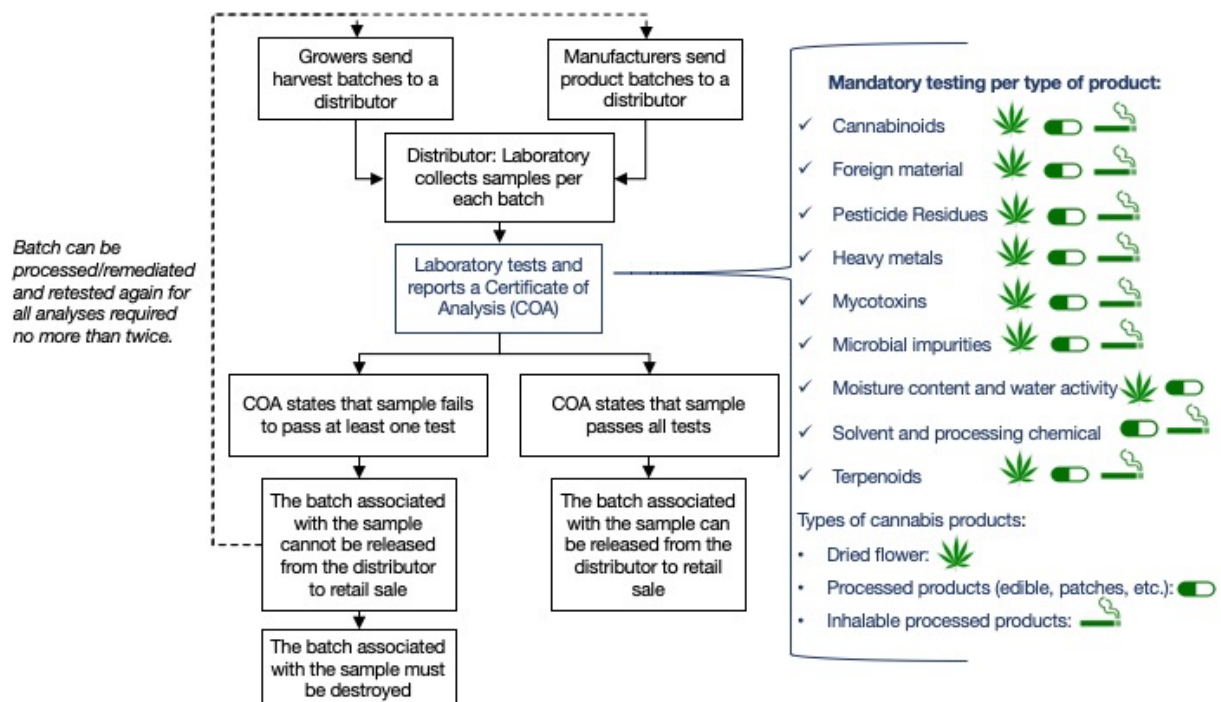 Growers send
harvest batches to a
distributor
Manufacturers send
product batches to a
distributor
Distributor: Laboratory
collects samples per
each batch
Batch can be
processed/remediated
and retested again for
all analyses required
no more than twice.
Laboratory tests and
reports a Certificate of
Analysis (COA)
COA states that sample fails
to pass at least one test
COA states that sample
passes all tests
The batch associated
with the sample
cannot be released
from the distributor
to retail sale
The batch associated
with the sample can
be released from the
distributor to retail
sale
The batch associated
with the sample must
be destroyed
Mandatory testing per type of product:
✓ Cannabinoids
✓ Foreign material
✓ Pesticide Residues
✓ Heavy metals
✓ Mycotoxins
✓ Microbial impurities
✓ Moisture content and water activity
✓ Solvent and processing chemical
✓ Terpenoids
Types of cannabis products:
• Dried flower:
• Processed products (edible, patches, etc.):
• Inhalable processed products: